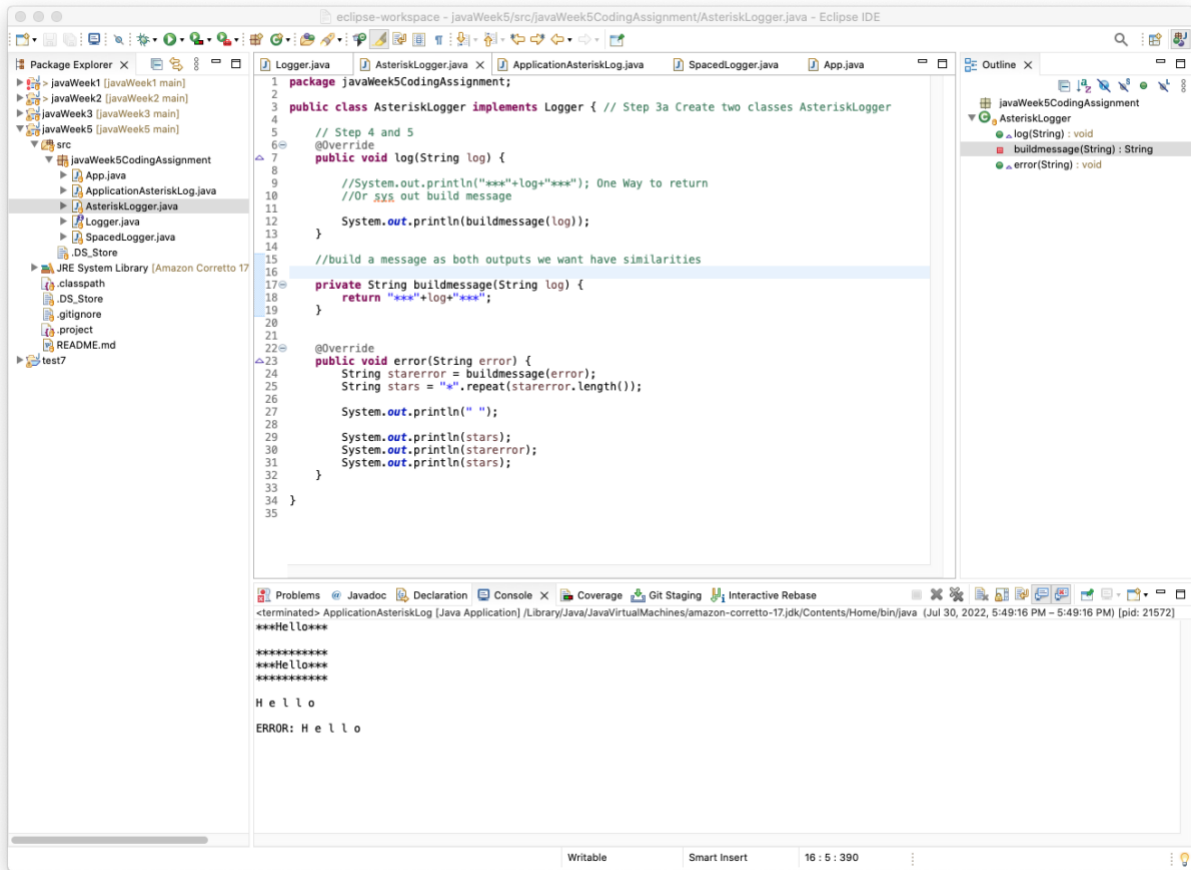 eclipse-workspace - javaWeek5/src/javaWeek5CodingAssignment/AsteriskLogger.java - Eclipse IDE
Package Explorer
> javaWeek1 [javaWeek1 main]
> javaWeek2 [javaWeek2 main]
javaWeek3 [javaWeek3 main]
javaWeek5 [javaWeek5 main]
src
javaWeek5CodingAssignment
App.java
ApplicationAsteriskLog.java
AsteriskLogger.java
Logger.java
SpacedLogger.java
.DS_Store
JRE System Library [Amazon Corretto 17
.classpath
.DS_Store
.gitignore
.project
README.md
test7
Logger.java AsteriskLogger.java ApplicationAsteriskLog.java SpacedLogger.java App.java
1 package javaWeek5CodingAssignment;
2
3 public class AsteriskLogger implements Logger { // Step 3a Create two classes AsteriskLogger
4
5 // Step 4 and 5
6 @Override
7 public void log(String log) {
8
9 //System.out.println("***"+log+"***"); One Way to return
10 //Or sys out build message
11
12 System.out.println(buildmessage(log));
13 }
14
15 //build a message as both outputs we want have similarities
16
17 private String buildmessage(String log) {
18 return "***"+log+"***";
19 }
20
21
22 @Override
23 public void error(String error) {
24 String starerror = buildmessage(error);
25 String stars = "*".repeat(starerror.length());
26
27 System.out.println(" ");
28
29 System.out.println(stars);
30 System.out.println(starerror);
31 System.out.println(stars);
32 }
33
34 }
35
Outline
javaWeek5CodingAssignment
AsteriskLogger
log(String) : void
buildmessage(String) : String
error(String) : void
Problems Javadoc Declaration Console Coverage Git Staging Interactive Rebase
<terminated> ApplicationAsteriskLog [Java Application] /Library/Java/JavaVirtualMachines/amazon-corretto-17.jdk/Contents/Home/bin/java (Jul 30, 2022, 5:49:16 PM – 5:49:16 PM) [pid: 21572]
***Hello***
***********
***Hello***
***********
H e l l o
ERROR: H e l l o
Writable Smart Insert 16 : 5 : 390